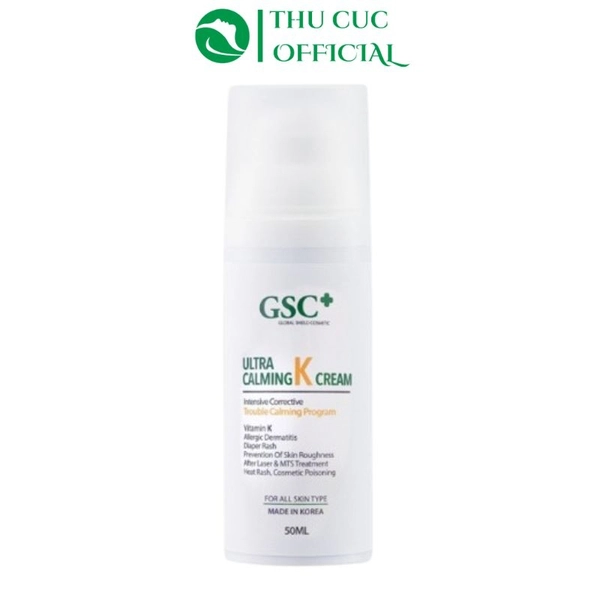 THU CUC
OFFICIAL
GSC+
GLOBAL SHIELD COSMETIC
ULTRA
CALMING K CREAM
Intensive Corrective
Trouble Calming Program
Vitamin K
Allergic Dermatitis
Diaper Rash
Prevention Of Skin Roughness
After Laser & MTS Treatment
Heat Rash, Cosmetic Poisoning
FOR ALL SKIN TYPE
MADE IN KOREA
50ML